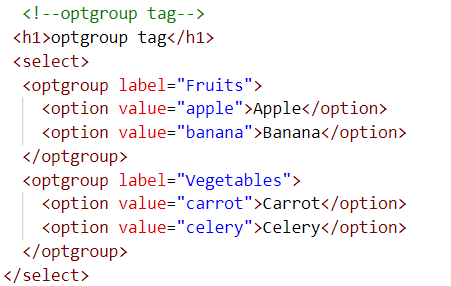 <!--optgroup tag-->
<h1>optgroup tag</h1>
<select>
<optgroup label="Fruits">
<option value="apple">Apple</option>
<option value="banana">Banana</option>
</optgroup>
<optgroup label="Vegetables">
<option value="carrot">Carrot</option>
<option value="celery">Celery</option>
</optgroup>
</select>